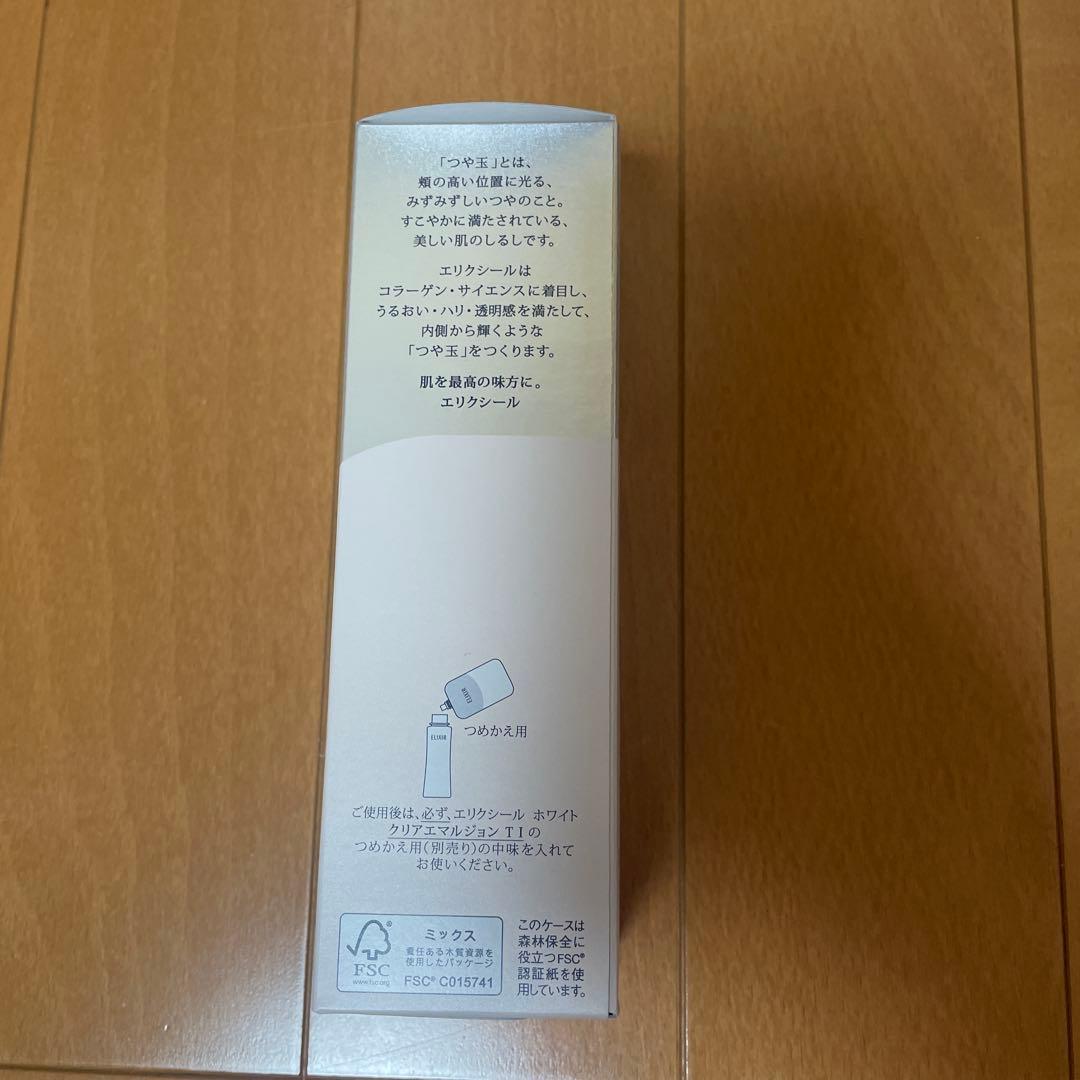 「つや玉」とは、
頬の高い位置に光る、
みずみずしいつやのこと。
すこやかに満たされている、
美しい肌のしるしです。
エリクシールは
コラーゲン・サイエンスに着目し、
うるおい・ハリ・透明感を満たして、
内側から輝くような
「つや玉」をつくります。
肌を最高の味方に。
エリクシール
ELIXIR
つめかえ用
ELIXIR
ご使用後は、必ず、エリクシール ホワイト
クリアエマルジョン T I の
つめかえ用(別売り)の中味を入れて
お使いください。
FSC
www.fsc.org
ミックス
責任ある木質資源を
使用したパッケージ
FSC® C015741
このケースは
森林保全に
役立つFSC®
認証紙を使
用しています。